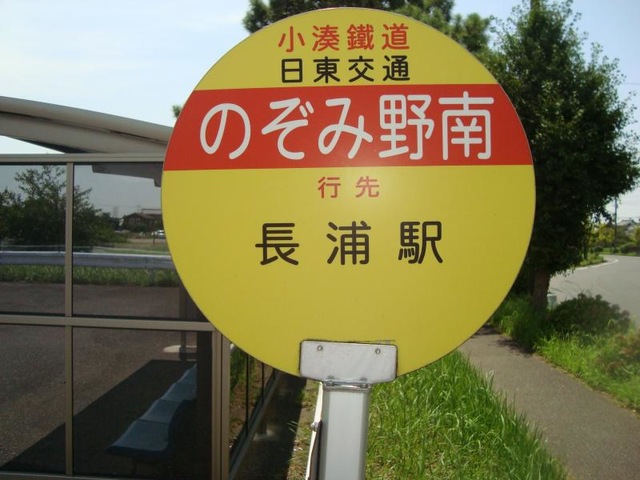 小湊鐵道
日東交通
のぞみ野南
行先
長浦駅